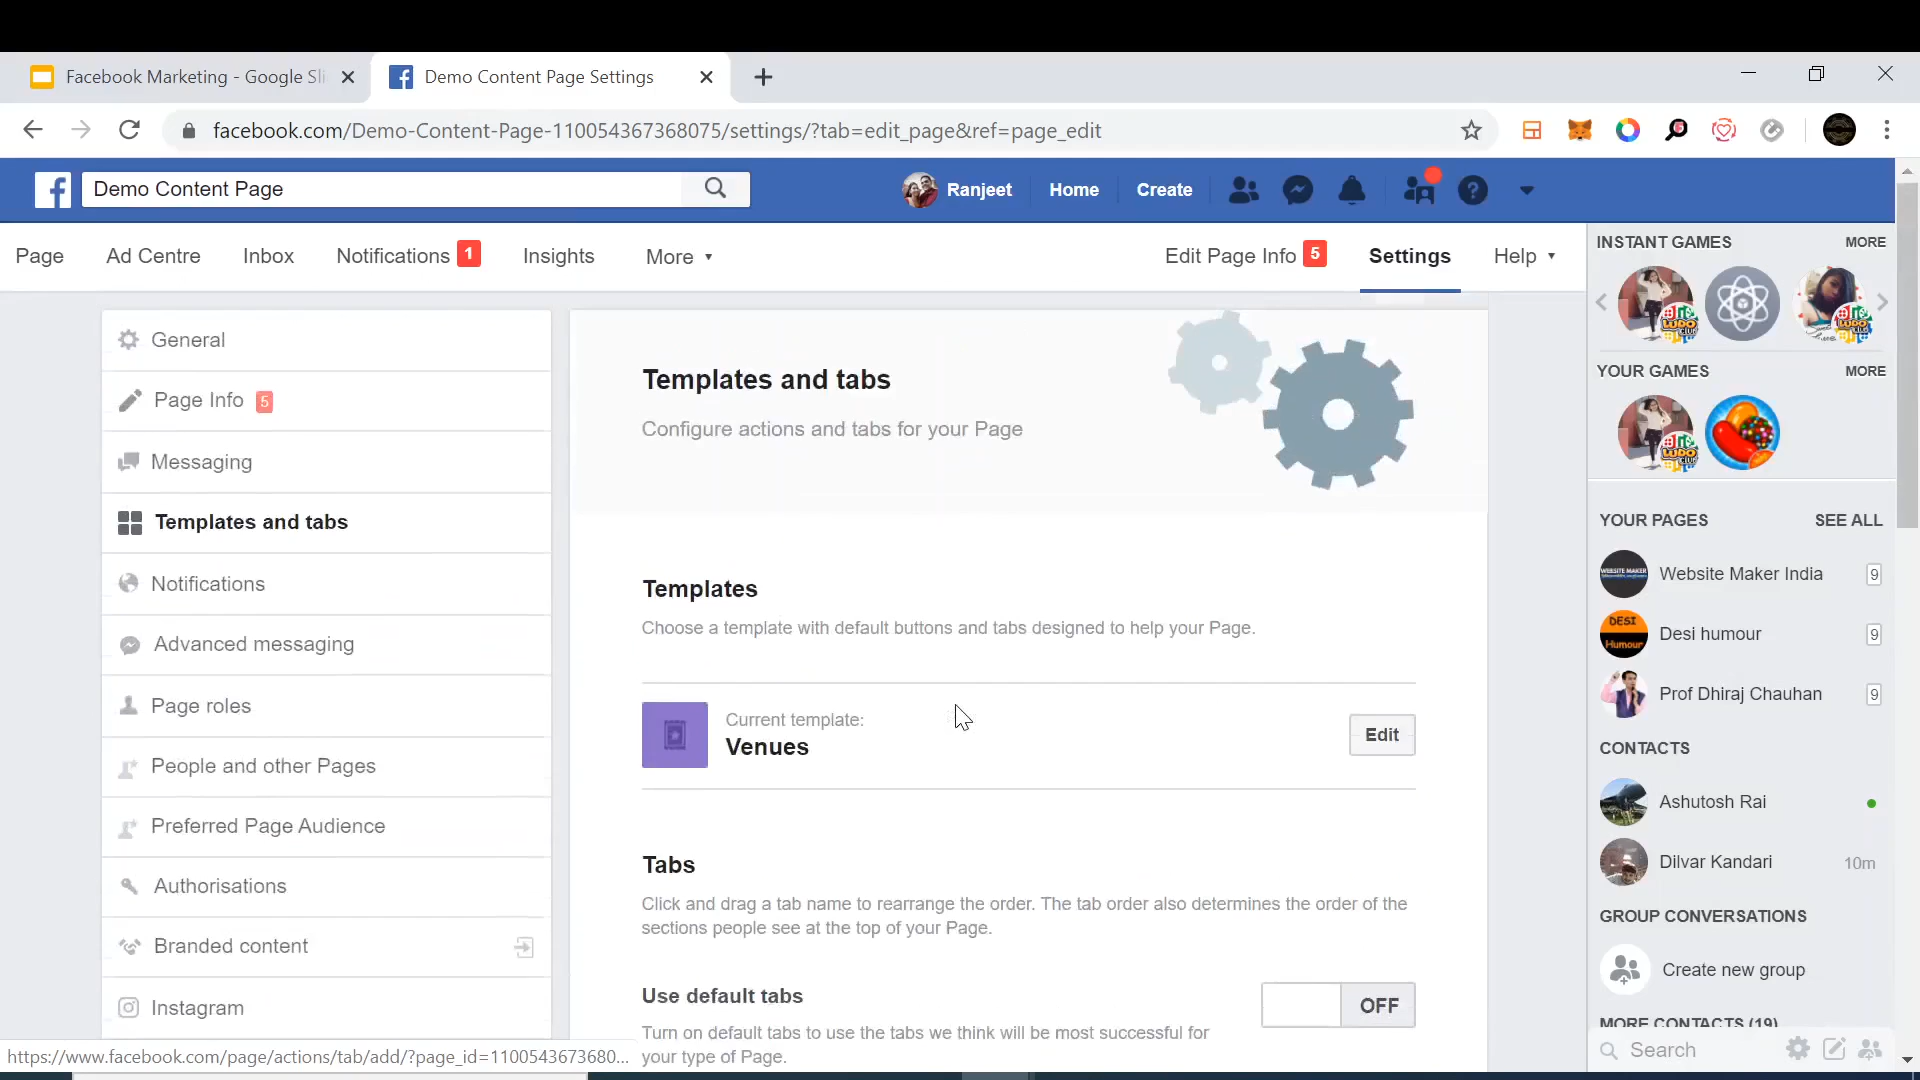 Facebook Marketing - Google Sli
Demo Content Page Settings
facebook.com/Demo-Content-Page-110054367368075/settings/?tab=edit_page&ref=page_edit
Demo Content Page
Ranjeet
Home
Create
Page
Ad Centre
Inbox
Notifications 1
Insights
More
Edit Page Info 5
Settings
Help
General
Page Info 5
Messaging
Templates and tabs
Notifications
Advanced messaging
Page roles
People and other Pages
Preferred Page Audience
Authorisations
Branded content
Instagram
https://www.facebook.com/page/actions/tab/add/?page_id=1100543673680...
Templates and tabs
Configure actions and tabs for your Page
Templates
Choose a template with default buttons and tabs designed to help your Page.
Current template:
Venues
Edit
Tabs
Click and drag a tab name to rearrange the order. The tab order also determines the order of the
sections people see at the top of your Page.
Use default tabs
OFF
Turn on default tabs to use the tabs we think will be most successful for
your type of Page.
INSTANT GAMES
MORE
LUDO
LUDO
YOUR GAMES
MORE
LUDO
YOUR PAGES
SEE ALL
WEBSITE MAKER
Website Maker India
9
DESI
Humour
Desi humour
9
Prof Dhiraj Chauhan
9
CONTACTS
Ashutosh Rai
Dilvar Kandari
10m
GROUP CONVERSATIONS
Create new group
MORE CONTACTS (19)
Search